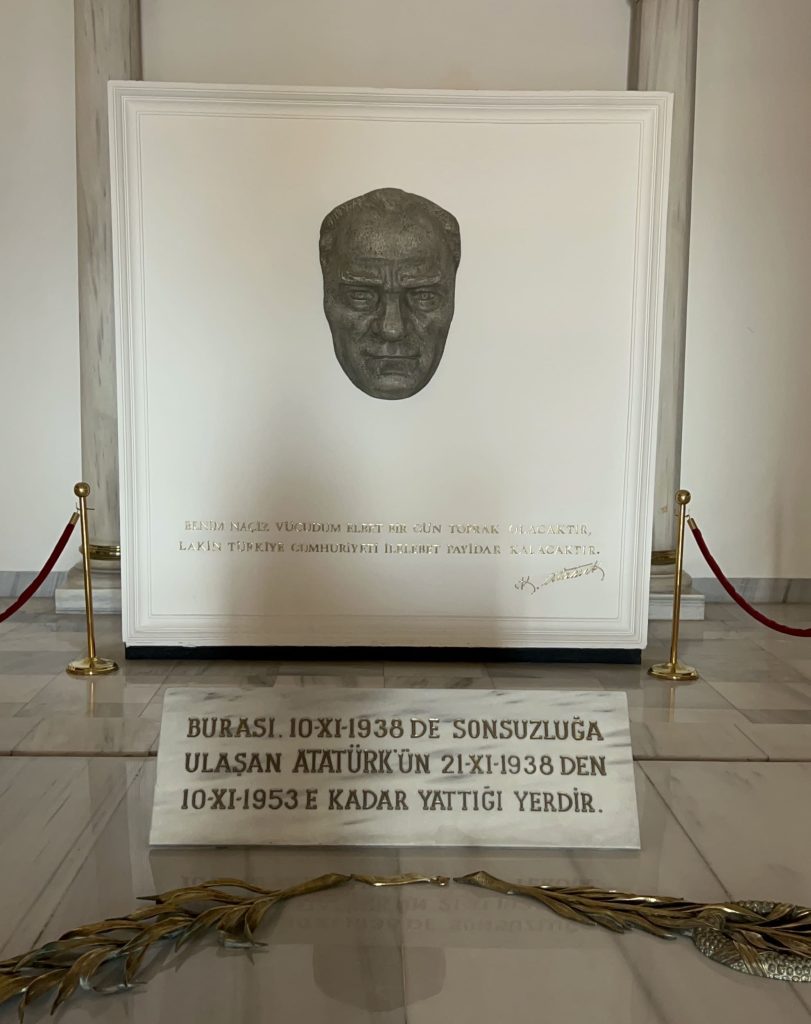 BENİM NAÇİZ VÜCUDUM ELBET BİR GÜN TOPRAK OLACAKTIR,
LAKİN TÜRKİYE CUMHURİYETİ İLELEBET PAYİDAR KALACAKTIR.
K. Atatürk
BURASI, 10-XI-1938 DE SONSUZLUĞA
ULAŞAN ATATÜRK'ÜN 21-XI-1938 DEN
10-XI-1953 E KADAR YATTIĞI YERDİR.